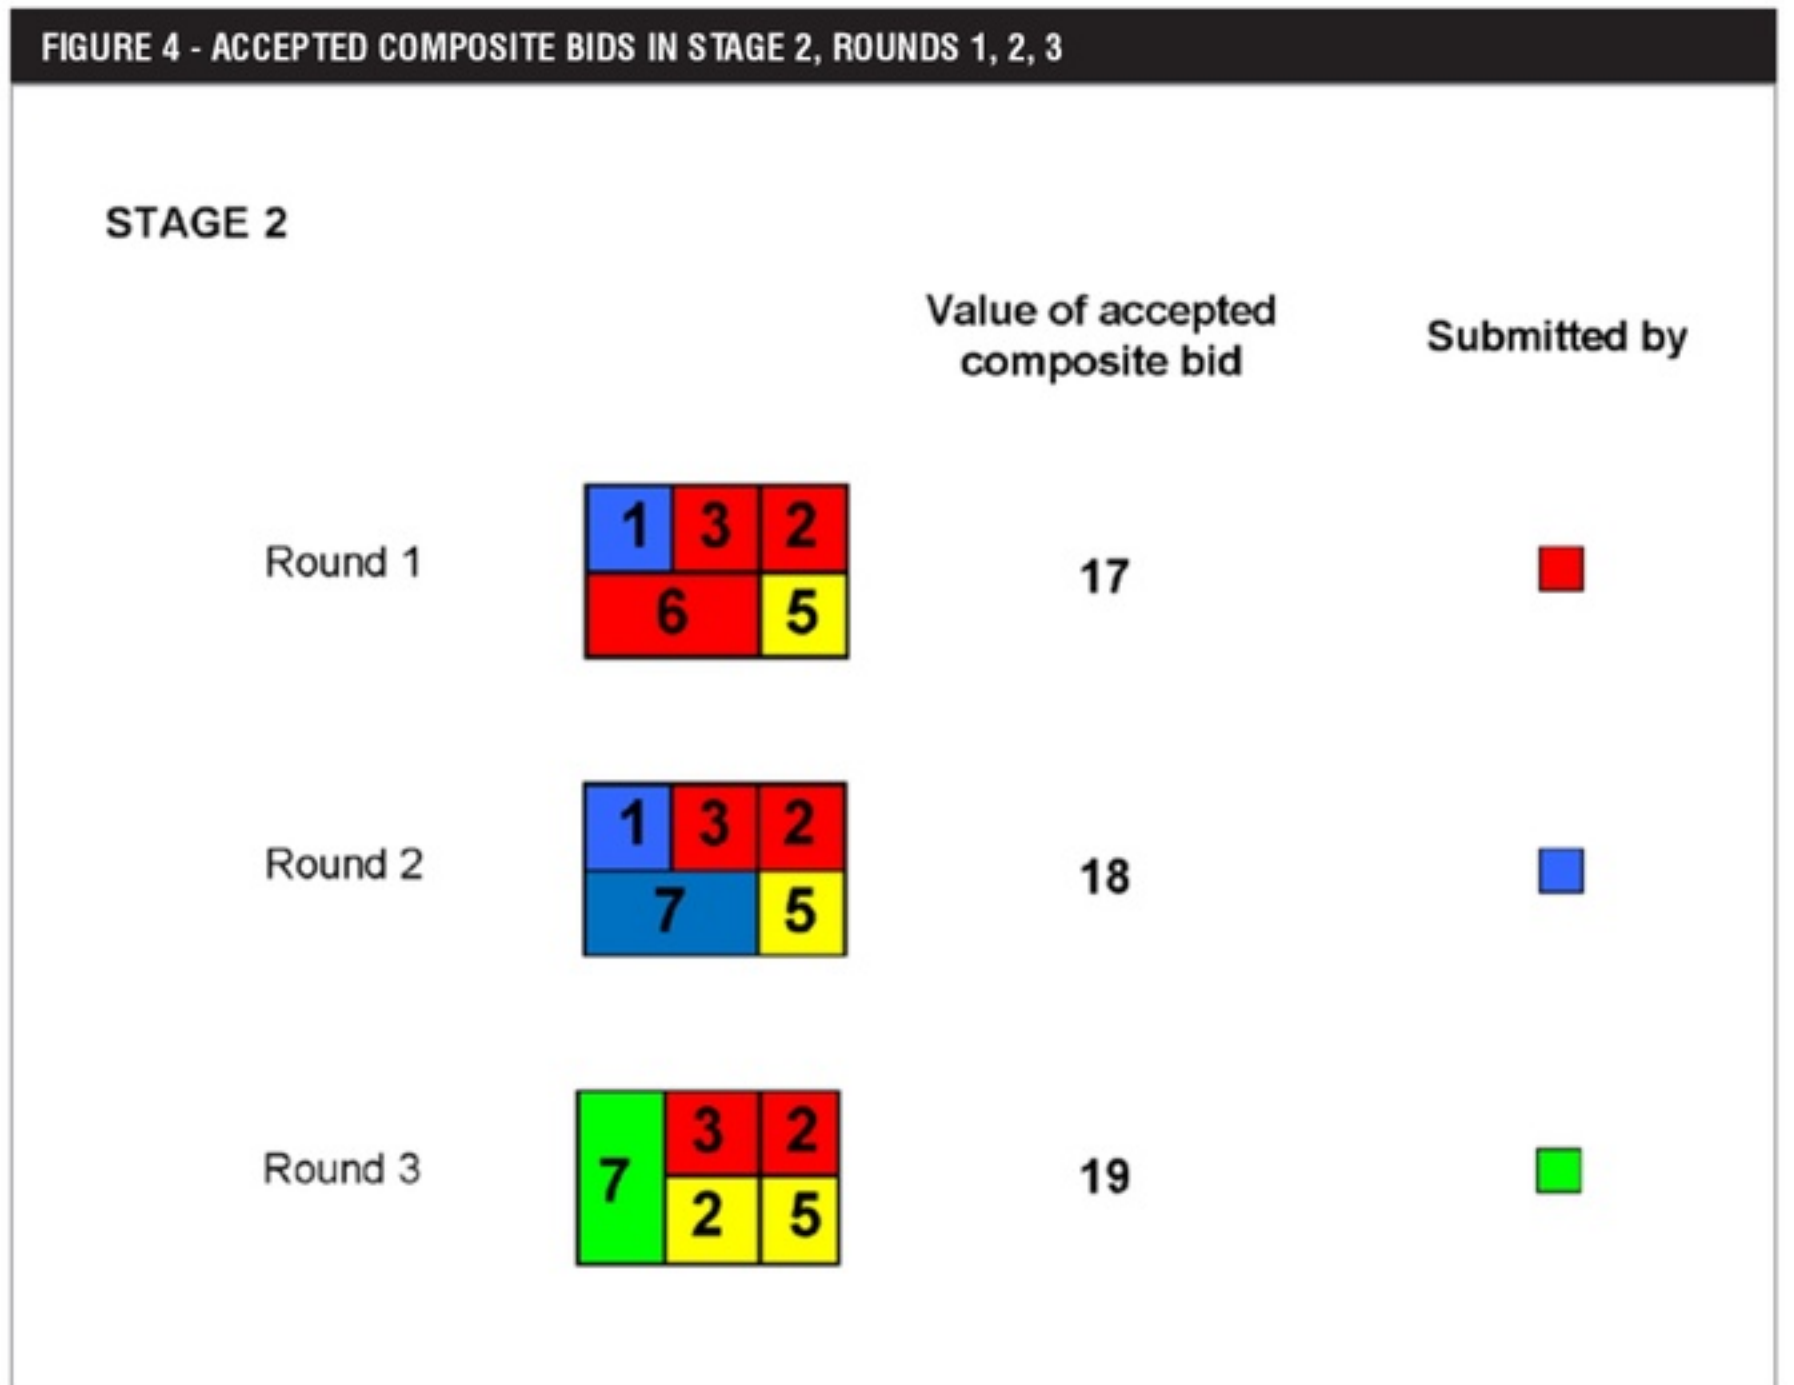 FIGURE 4 - ACCEPTED COMPOSITE BIDS IN STAGE 2, ROUNDS 1, 2, 3
STAGE 2
Value of accepted
composite bid
Submitted by
Round 1
1 3 2
6 5
17
Round 2
1 3 2
7 5
18
Round 3
3 2
7
2 5
19